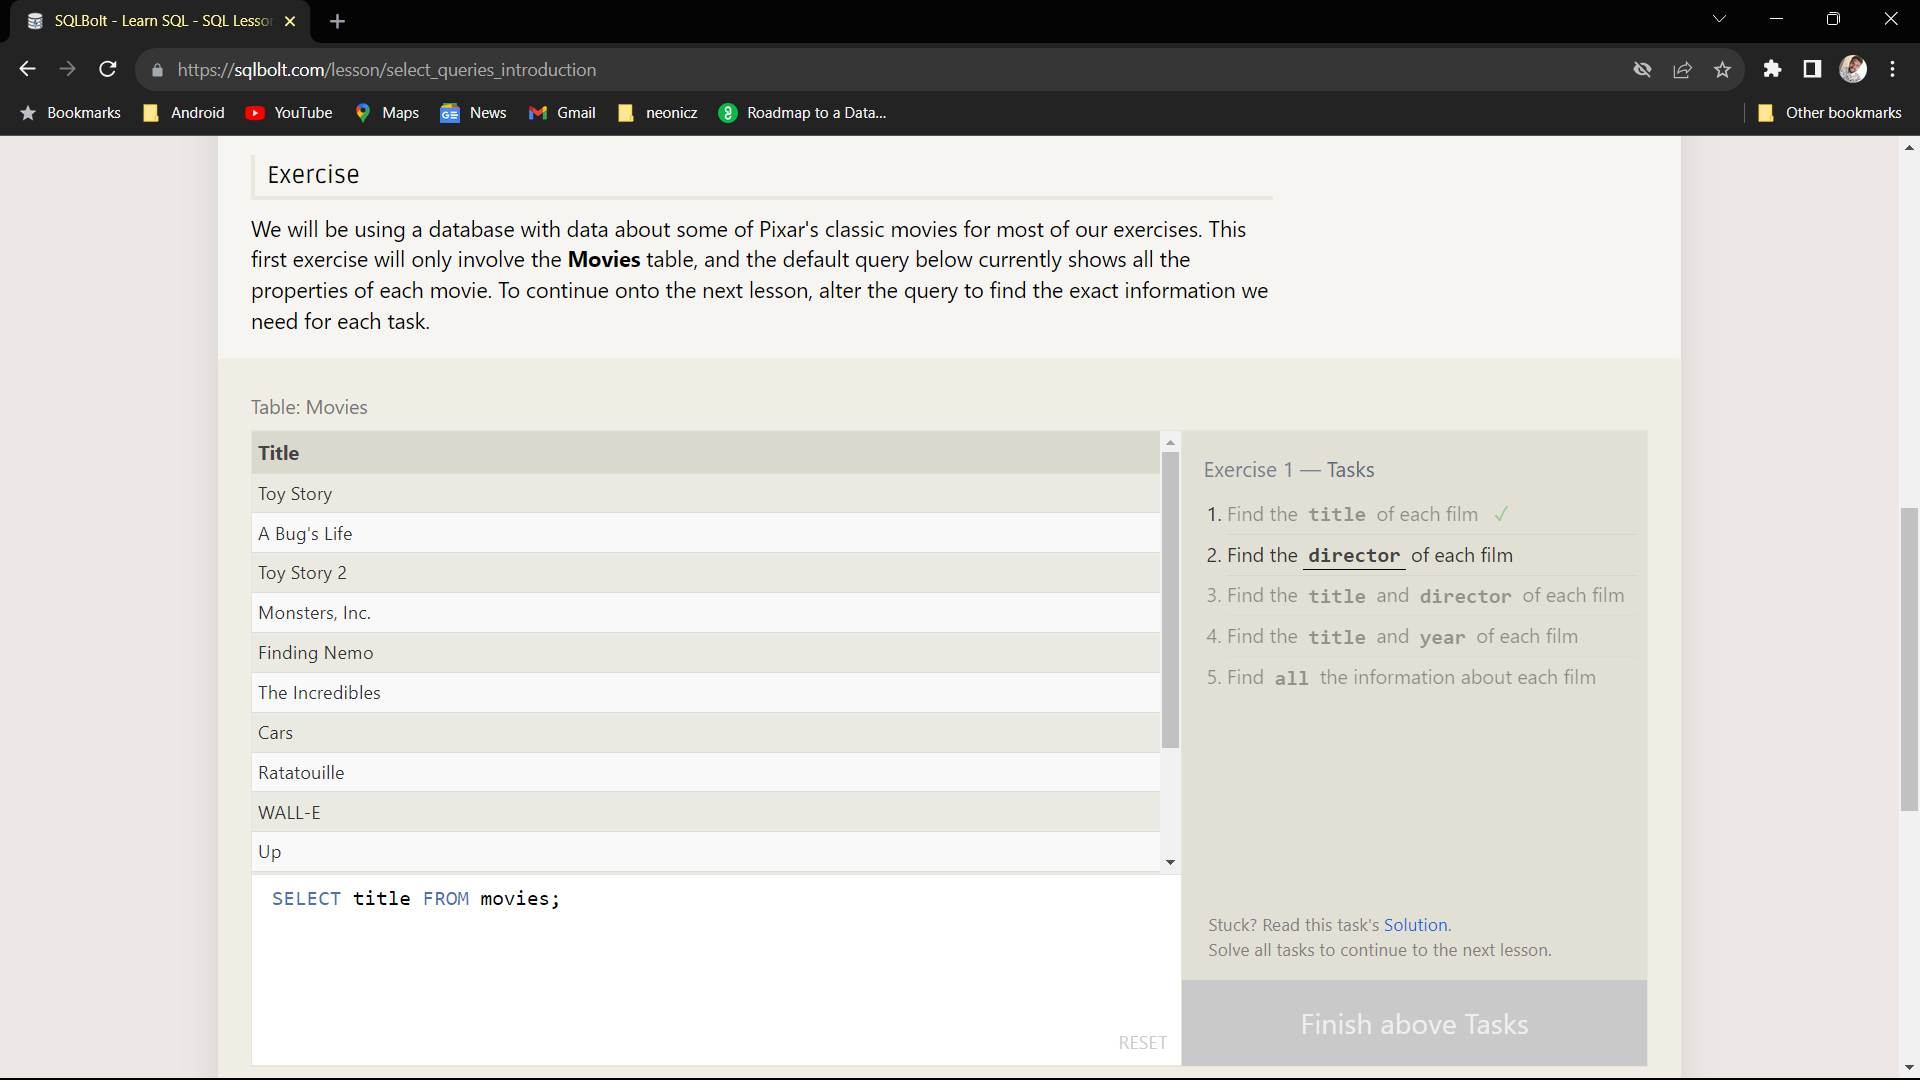 SQLBolt - Learn SQL - SQL Lesso
https://sqlbolt.com/lesson/select_queries_introduction
Bookmarks Android YouTube Maps News Gmail neonicz Roadmap to a Data... Other bookmarks
Exercise
We will be using a database with data about some of Pixar's classic movies for most of our exercises. This
first exercise will only involve the Movies table, and the default query below currently shows all the
properties of each movie. To continue onto the next lesson, alter the query to find the exact information we
need for each task.
Table: Movies
Title
Toy Story
A Bug's Life
Toy Story 2
Monsters, Inc.
Finding Nemo
The Incredibles
Cars
Ratatouille
WALL-E
Up
SELECT title FROM movies;
RESET
Exercise 1 — Tasks
1. Find the title of each film ✓
2. Find the director of each film
3. Find the title and director of each film
4. Find the title and year of each film
5. Find all the information about each film
Stuck? Read this task's Solution.
Solve all tasks to continue to the next lesson.
Finish above Tasks